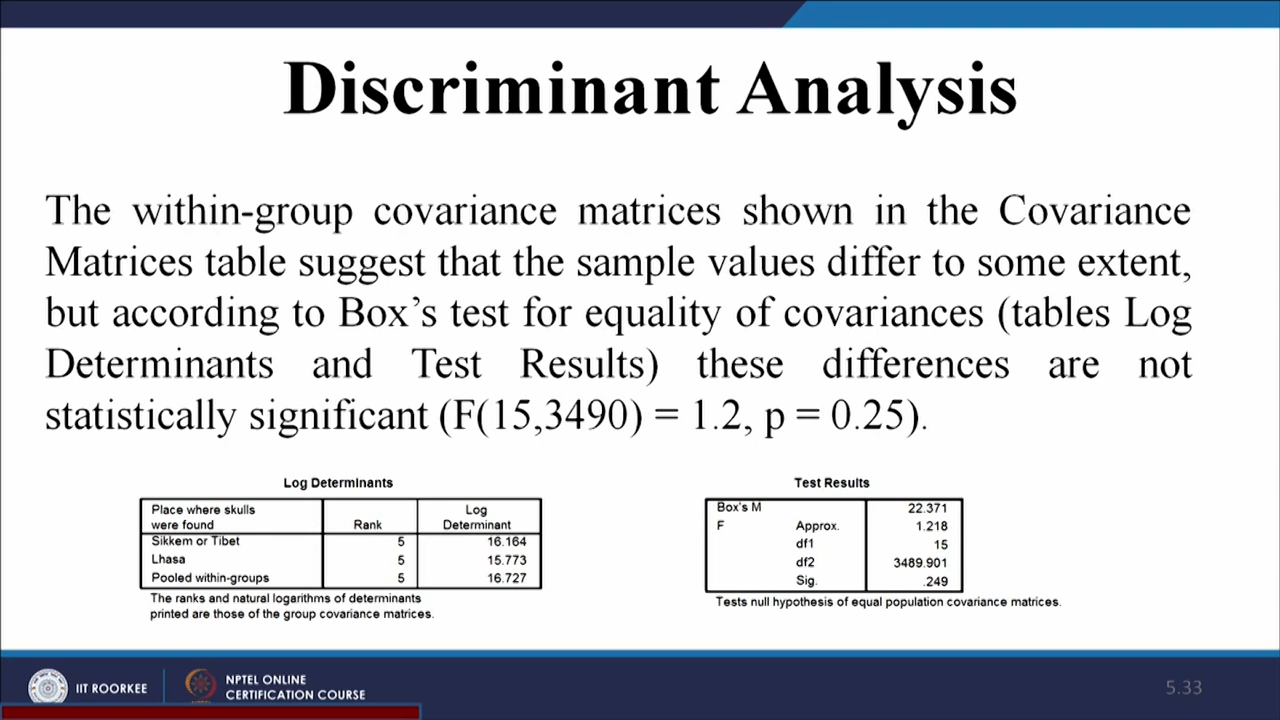 Discriminant Analysis
The within-group covariance matrices shown in the Covariance
Matrices table suggest that the sample values differ to some extent,
but according to Box’s test for equality of covariances (tables Log
Determinants and Test Results) these differences are not
statistically significant (F(15,3490) = 1.2, p = 0.25).
Log Determinants
Place where skulls
were found Rank Log
Determinant
Sikkem or Tibet 5 16.164
Lhasa 5 15.773
Pooled within-groups 5 16.727
The ranks and natural logarithms of determinants
printed are those of the group covariance matrices.
Test Results
Box's M 22.371
F Approx. 1.218
df1 15
df2 3489.901
Sig. .249
Tests null hypothesis of equal population covariance matrices.
IIT ROORKEE
NPTEL ONLINE
CERTIFICATION COURSE
5.33